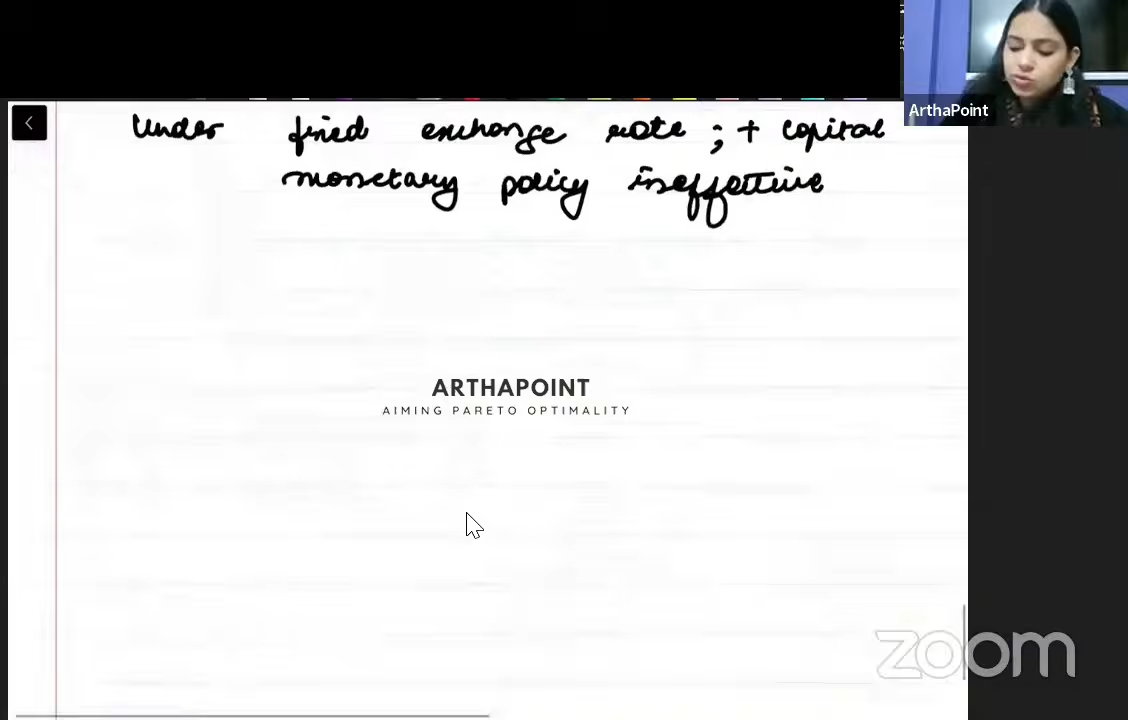 ArthaPoint
Under fixed exchange rate ; + capital
monetary policy ineffective
ARTHAPOINT
AIMING PARETO OPTIMALITY
zoom